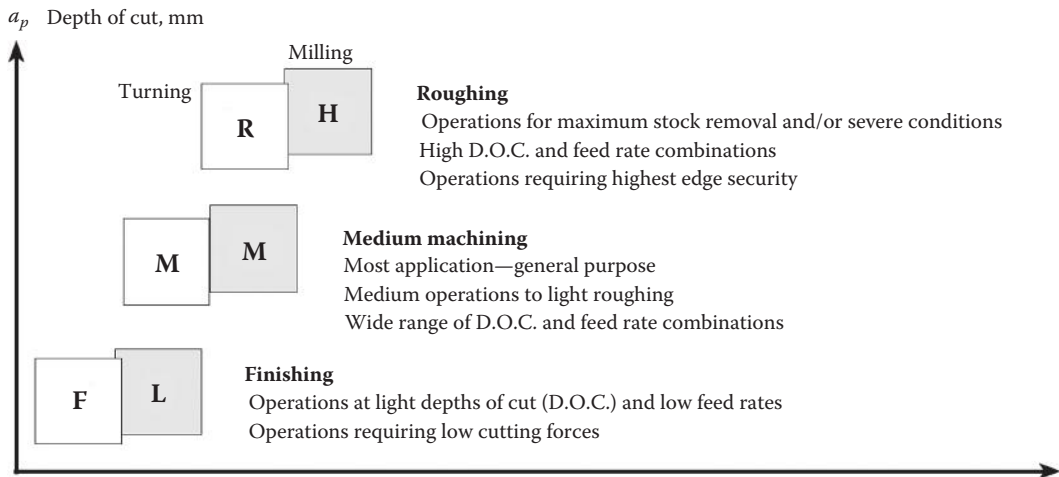 a_p Depth of cut, mm
Milling
Turning
R
H
Roughing
Operations for maximum stock removal and/or severe conditions
High D.O.C. and feed rate combinations
Operations requiring highest edge security
M
M
Medium machining
Most application—general purpose
Medium operations to light roughing
Wide range of D.O.C. and feed rate combinations
F
L
Finishing
Operations at light depths of cut (D.O.C.) and low feed rates
Operations requiring low cutting forces